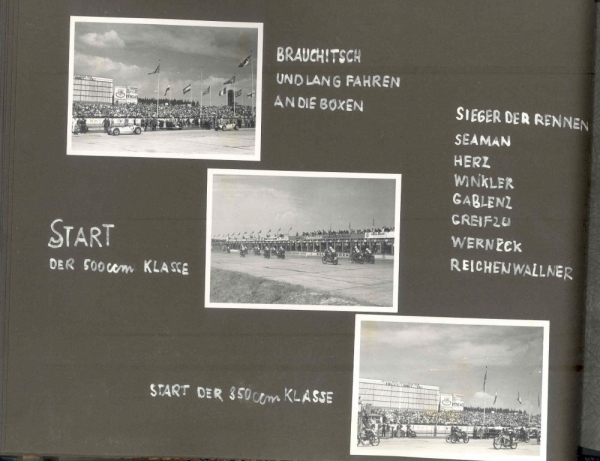 BRAUCHITSCH
UND LANG FAHREN
AN DIE BOXEN
SIEGER DER RENNEN
SEAMAN
HERZ
WINKLER
GABLENZ
GREIFZU
WERNECK
REICHENWALLNER
START
DER 500ccm KLASSE
START DER 350ccm KLASSE